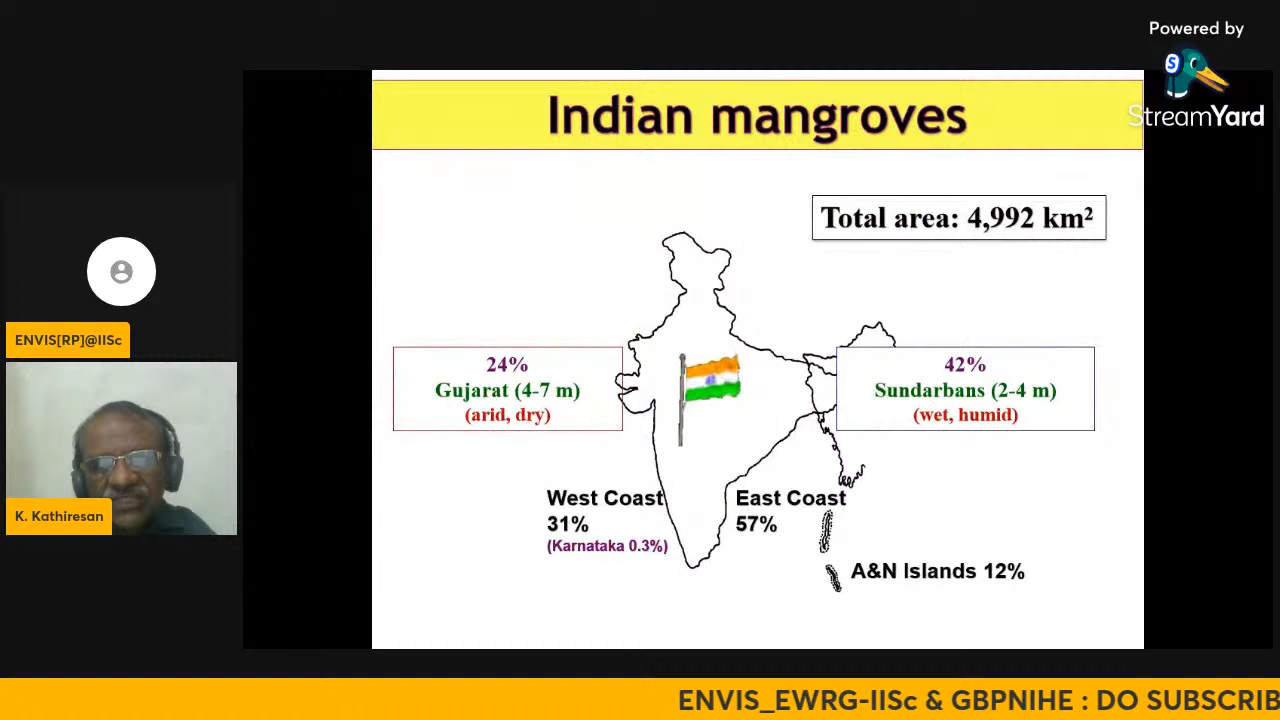 Powered by
S
StreamYard
Indian mangroves
Total area: 4,992 km²
24%
Gujarat (4-7 m)
(arid, dry)
42%
Sundarbans (2-4 m)
(wet, humid)
West Coast
31%
(Karnataka 0.3%)
East Coast
57%
A&N Islands 12%
ENVIS[RP]@IISc
K. Kathiresan
ENVIS_EWRG-IISc & GBPNIHE : DO SUBSCRIB